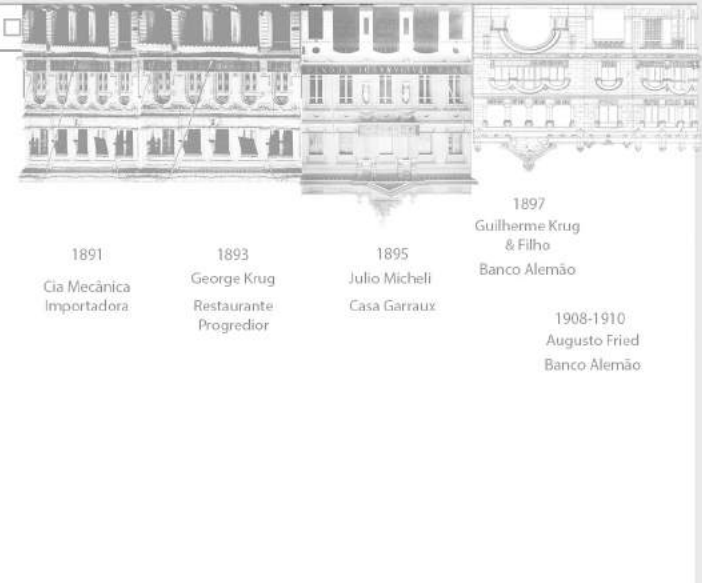 1891
Cia Mecânica
Importadora
1893
George Krug
Restaurante
Progredior
1895
Julio Micheli
Casa Garraux
1897
Guilherme Krug
& Filho
Banco Alemão
1908-1910
Augusto Fried
Banco Alemão